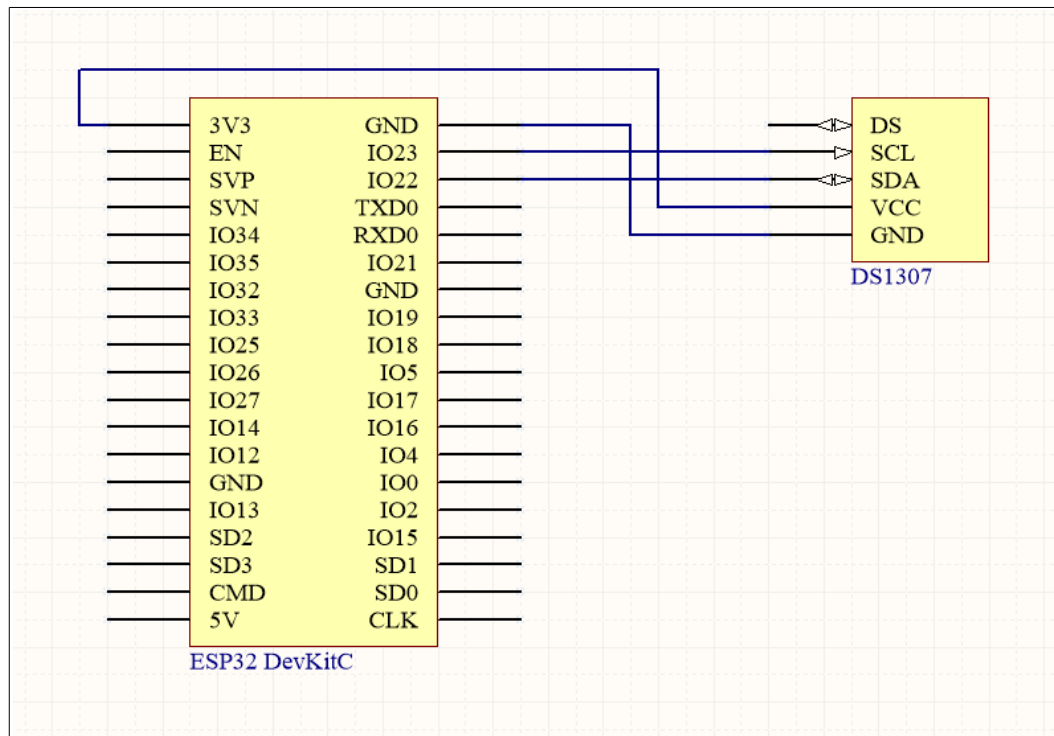 3V3 GND
EN IO23
SVP IO22
SVN TXD0
IO34 RXD0
IO35 IO21
IO32 GND
IO33 IO19
IO25 IO18
IO26 IO5
IO27 IO17
IO14 IO16
IO12 IO4
GND IO0
IO13 IO2
SD2 IO15
SD3 SD1
CMD SD0
5V CLK
ESP32 DevKitC
DS
SCL
SDA
VCC
GND
DS1307